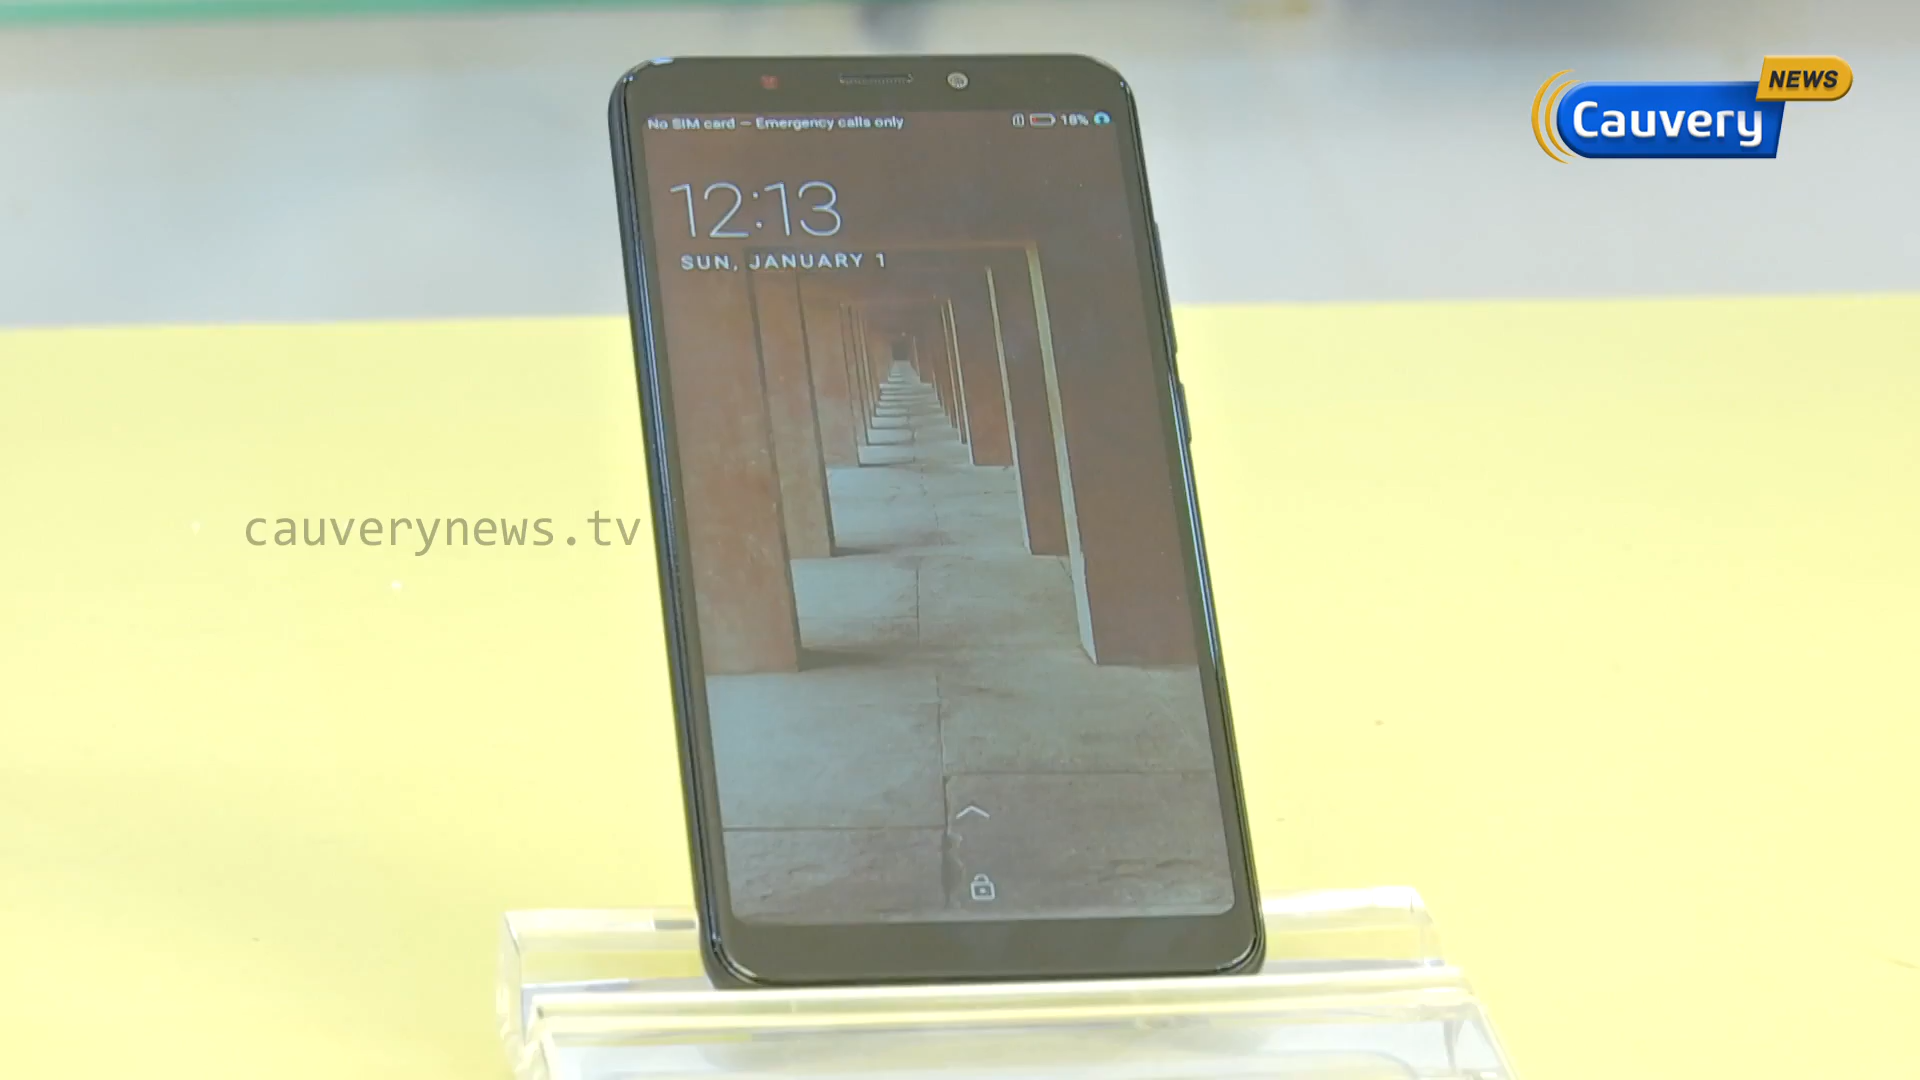 NEWS
Cauvery
No SIM card — Emergency calls only
18%
12:13
SUN, JANUARY 1
cauverynews.tv